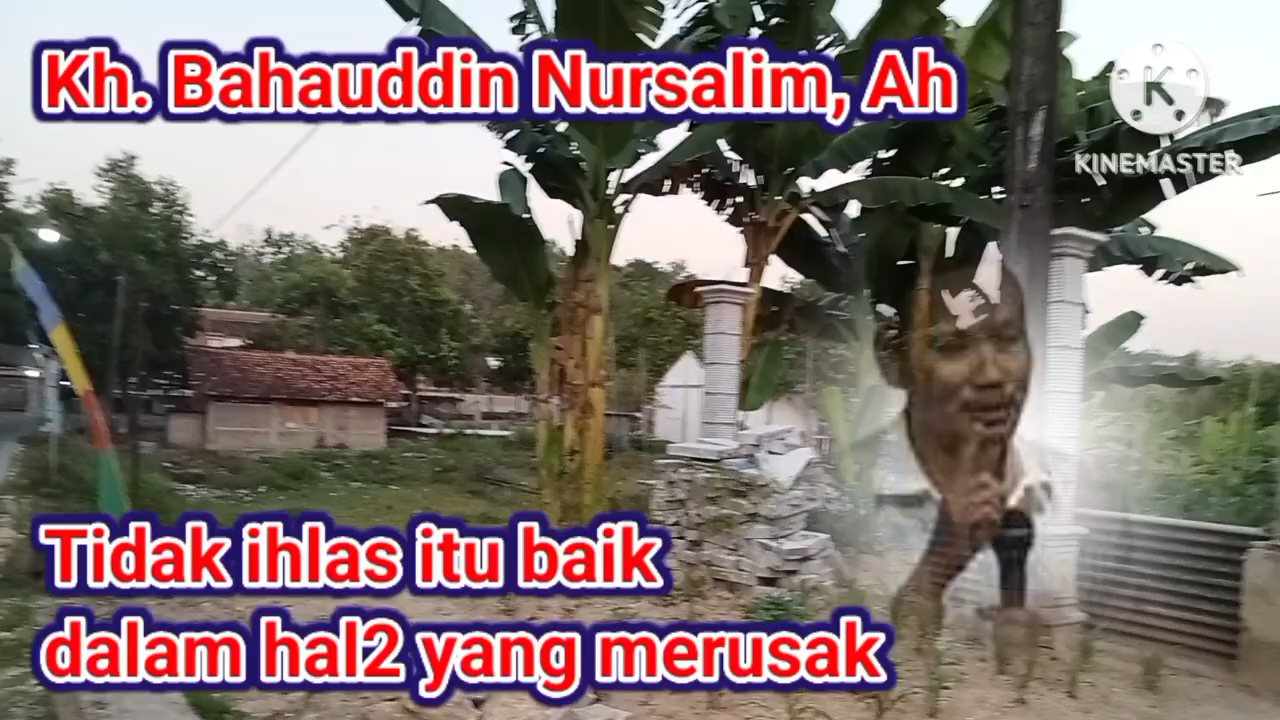 Kh. Bahauddin Nursalim, Ah
K
KINEMASTER
Tidak ihlas itu baik
dalam hal2 yang merusak